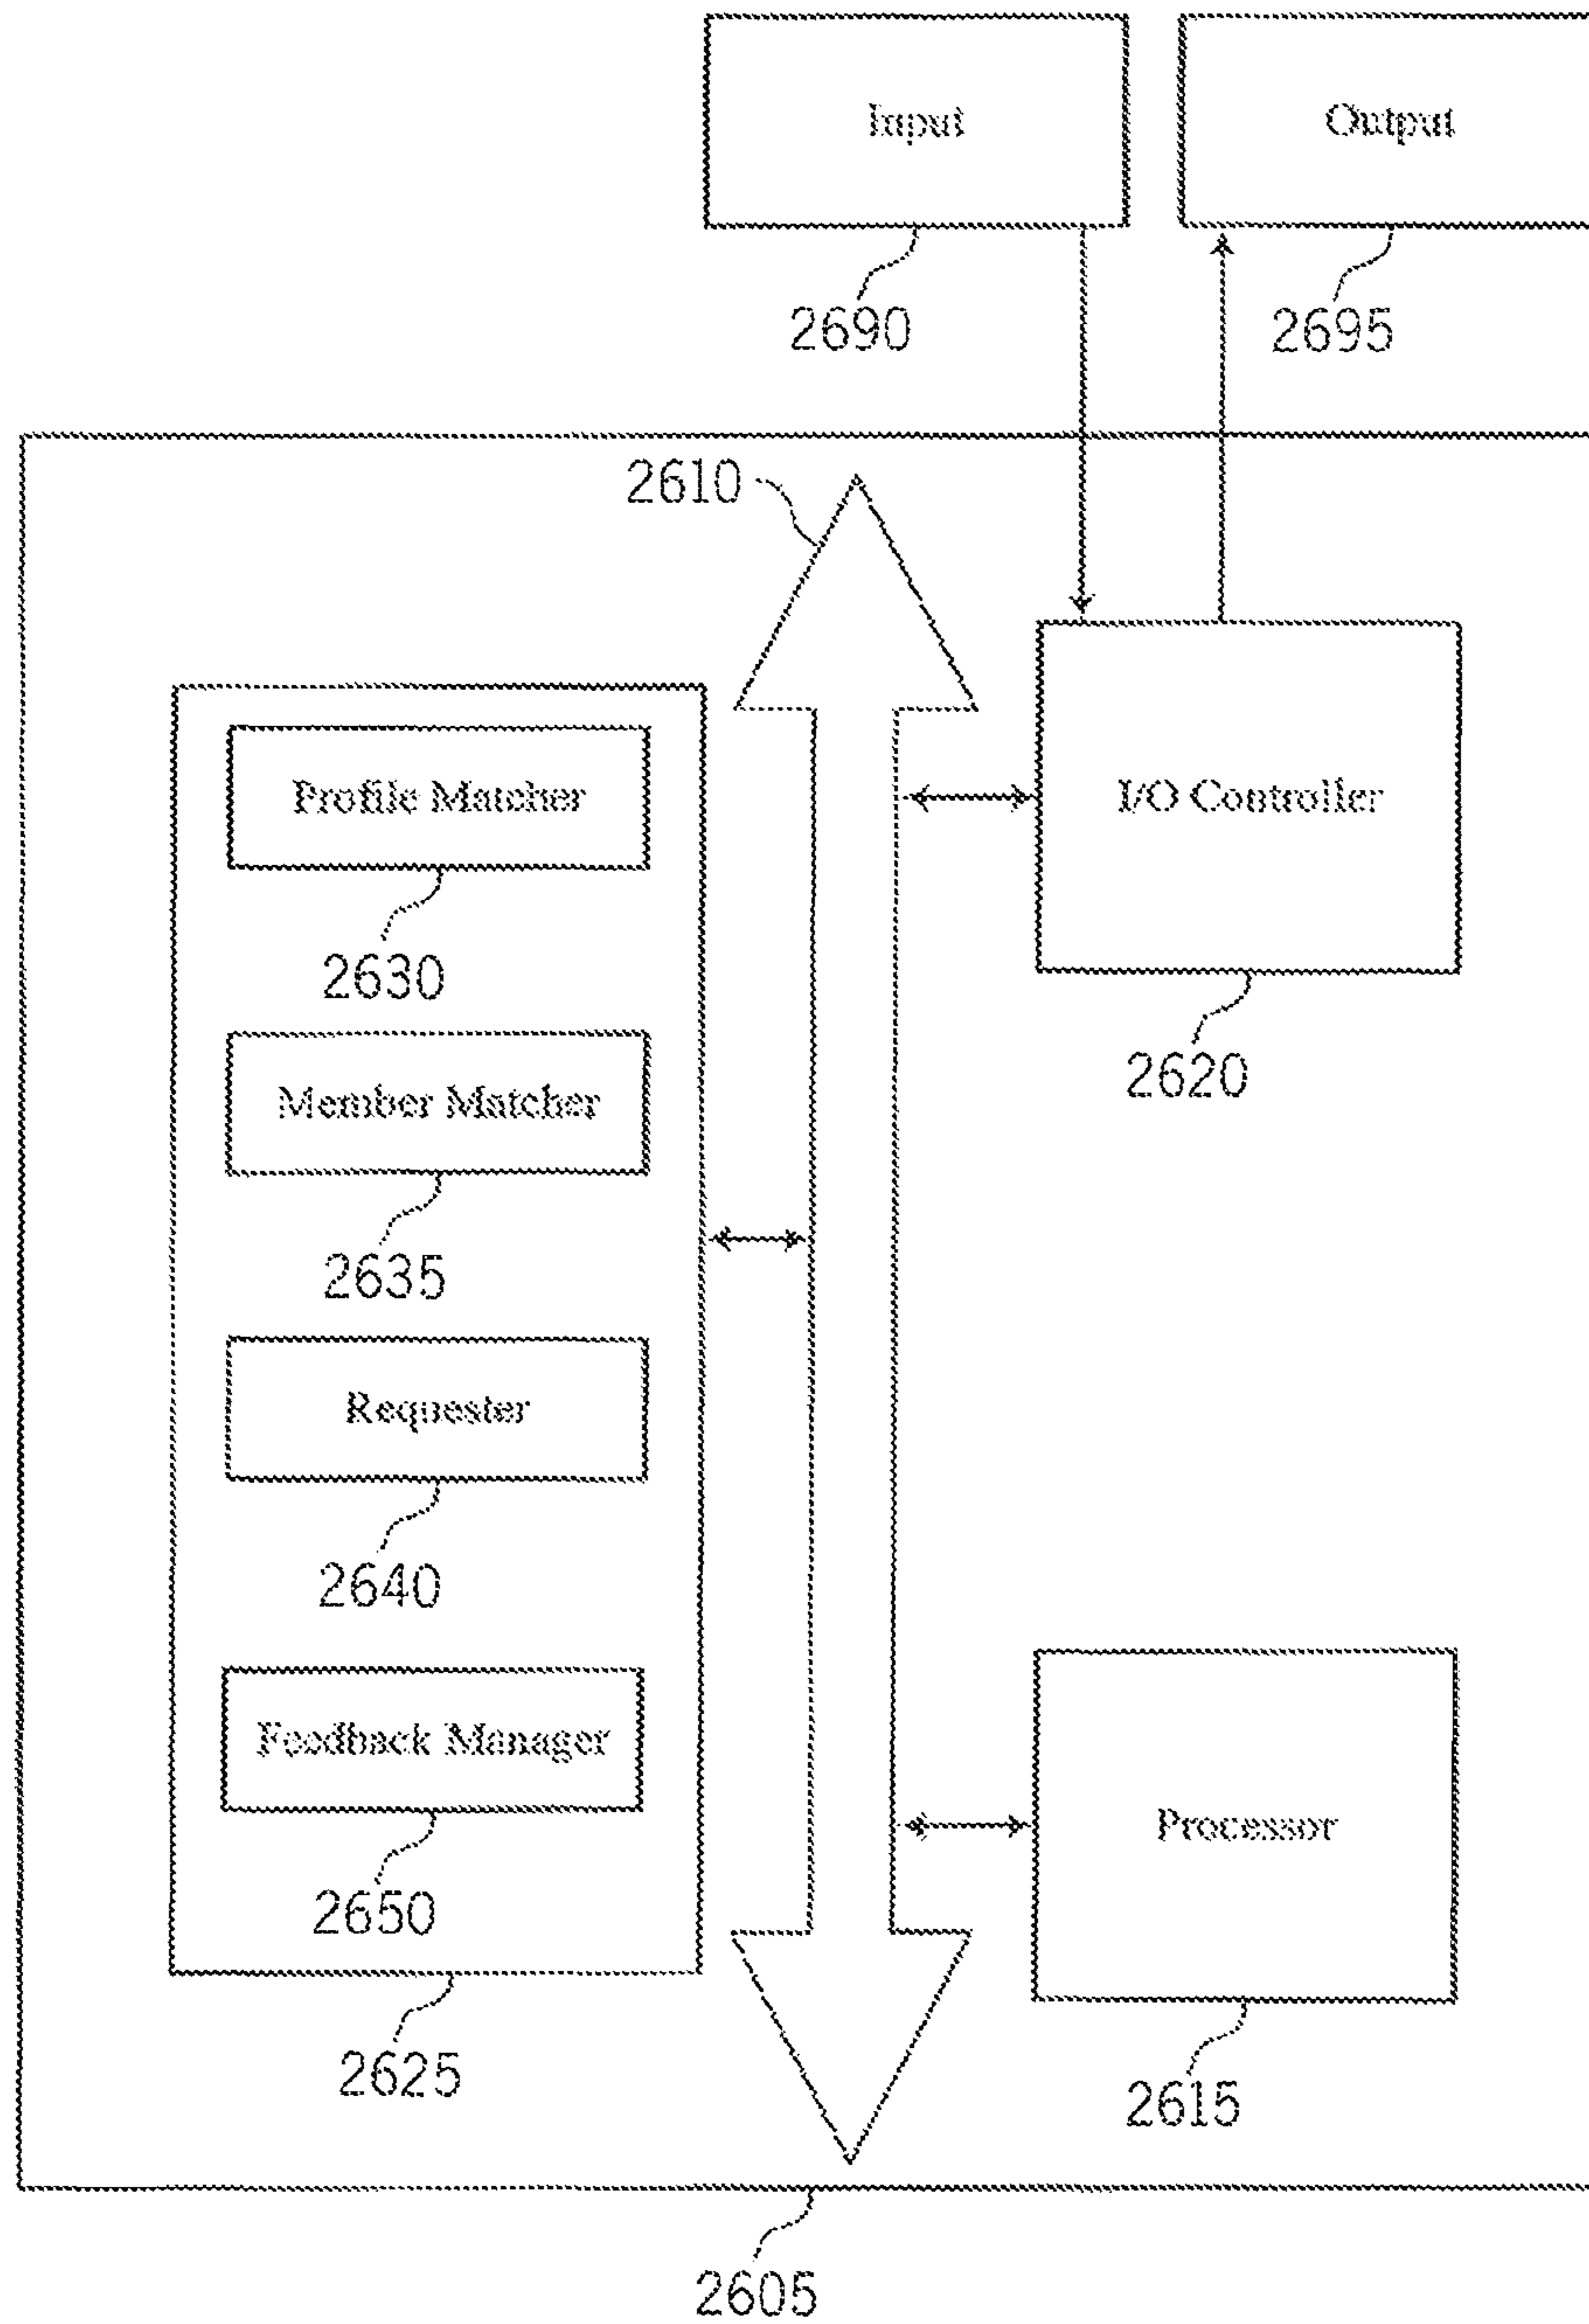 Input
Output
2690
2695
2610
Profile Matcher
I/O Controller
2630
2620
Member Matcher
2635
Requester
2640
Feedback Manager
Processor
2650
2625
2615
2605